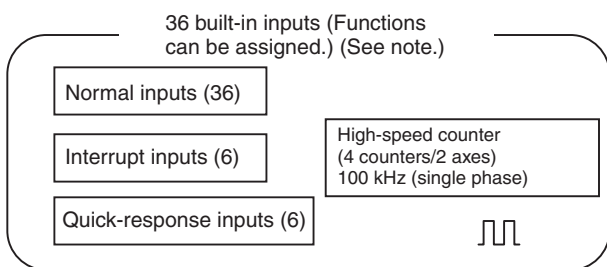 36 built-in inputs (Functions
can be assigned.) (See note.)
Normal inputs (36)
Interrupt inputs (6)
Quick-response inputs (6)
High-speed counter
(4 counters/2 axes)
100 kHz (single phase)